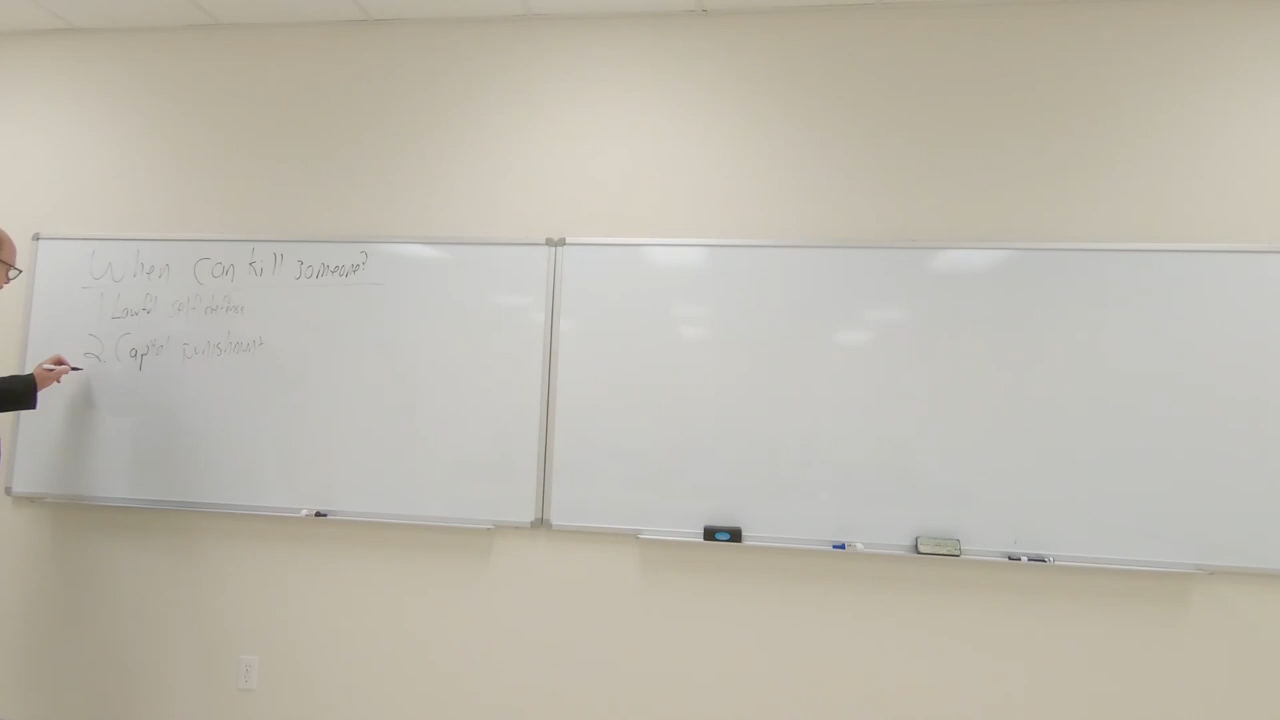 When can kill someone?
1 Lawful self defense
2. Capital punishment